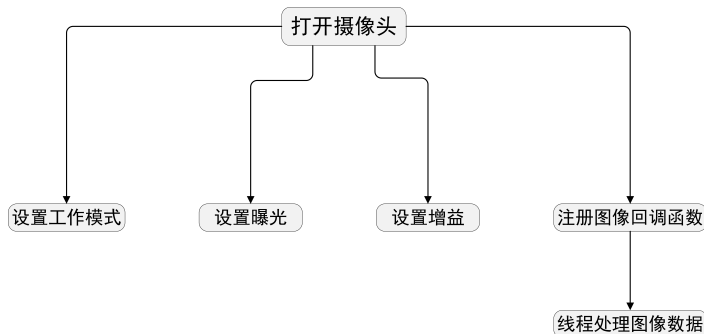 打开摄像头
设置工作模式
设置曝光
设置增益
注册图像回调函数
线程处理图像数据